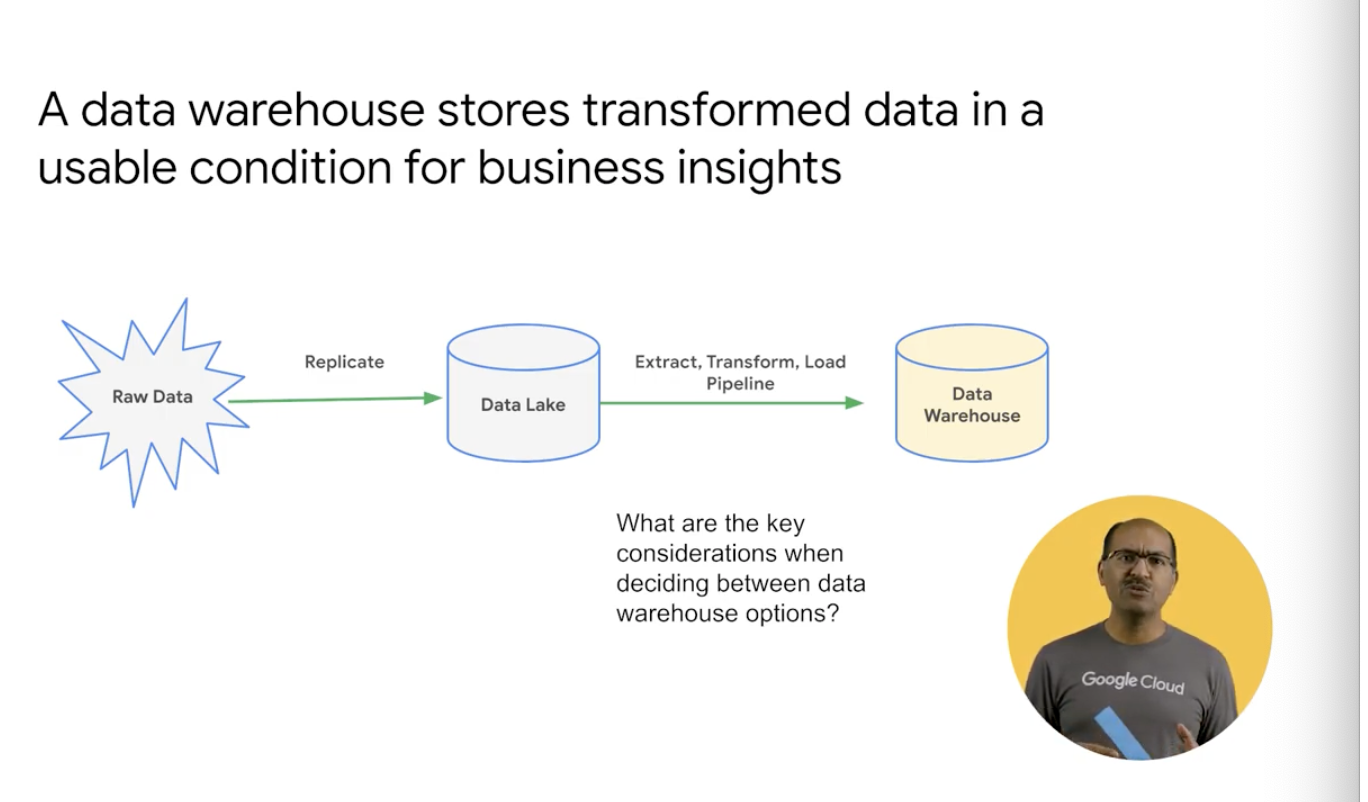 A data warehouse stores transformed data in a
usable condition for business insights
Raw Data
Replicate
Data Lake
Extract, Transform, Load
Pipeline
Data
Warehouse
What are the key
considerations when
deciding between data
warehouse options?
Google Cloud